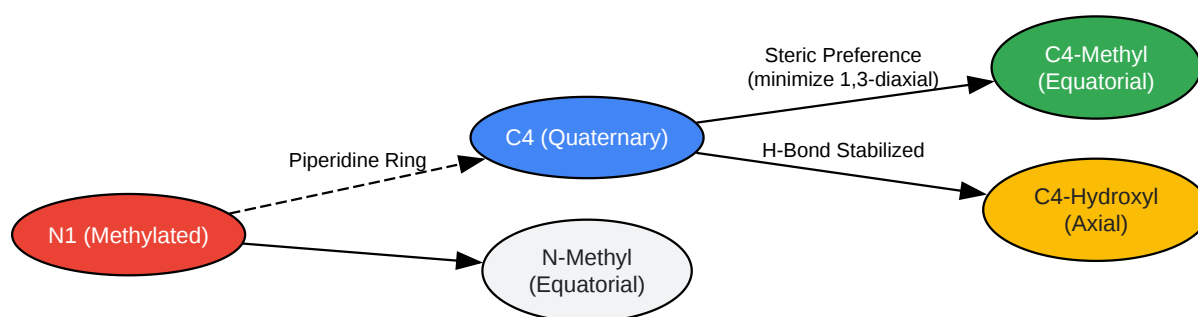 Steric Preference
(minimize 1,3-diaxial)
C4-Methyl
(Equatorial)
C4 (Quaternary)
Piperidine Ring
H-Bond Stabilized
C4-Hydroxyl
(Axial)
N1 (Methylated)
N-Methyl
(Equatorial)